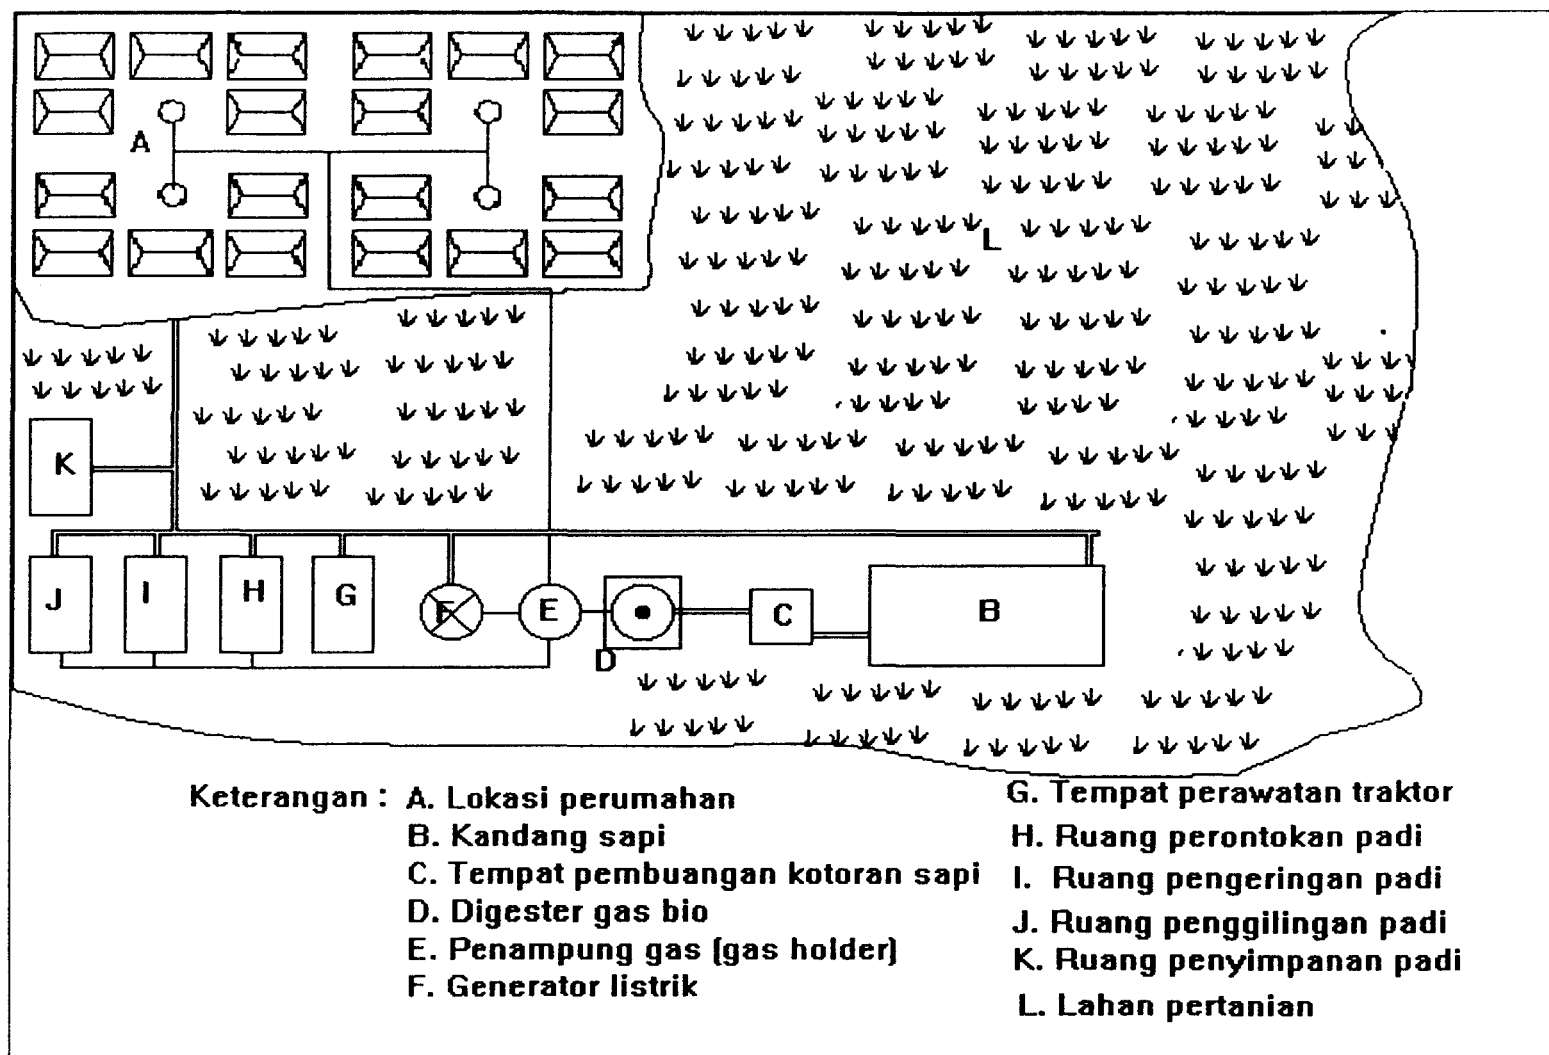 A
L
K
J
I
H
G
F
E
D
C
B
Keterangan : A. Lokasi perumahan
B. Kandang sapi
C. Tempat pembuangan kotoran sapi
D. Digester gas bio
E. Penampung gas (gas holder)
F. Generator listrik
G. Tempat perawatan traktor
H. Ruang perontokan padi
I. Ruang pengeringan padi
J. Ruang penggilingan padi
K. Ruang penyimpanan padi
L. Lahan pertanian